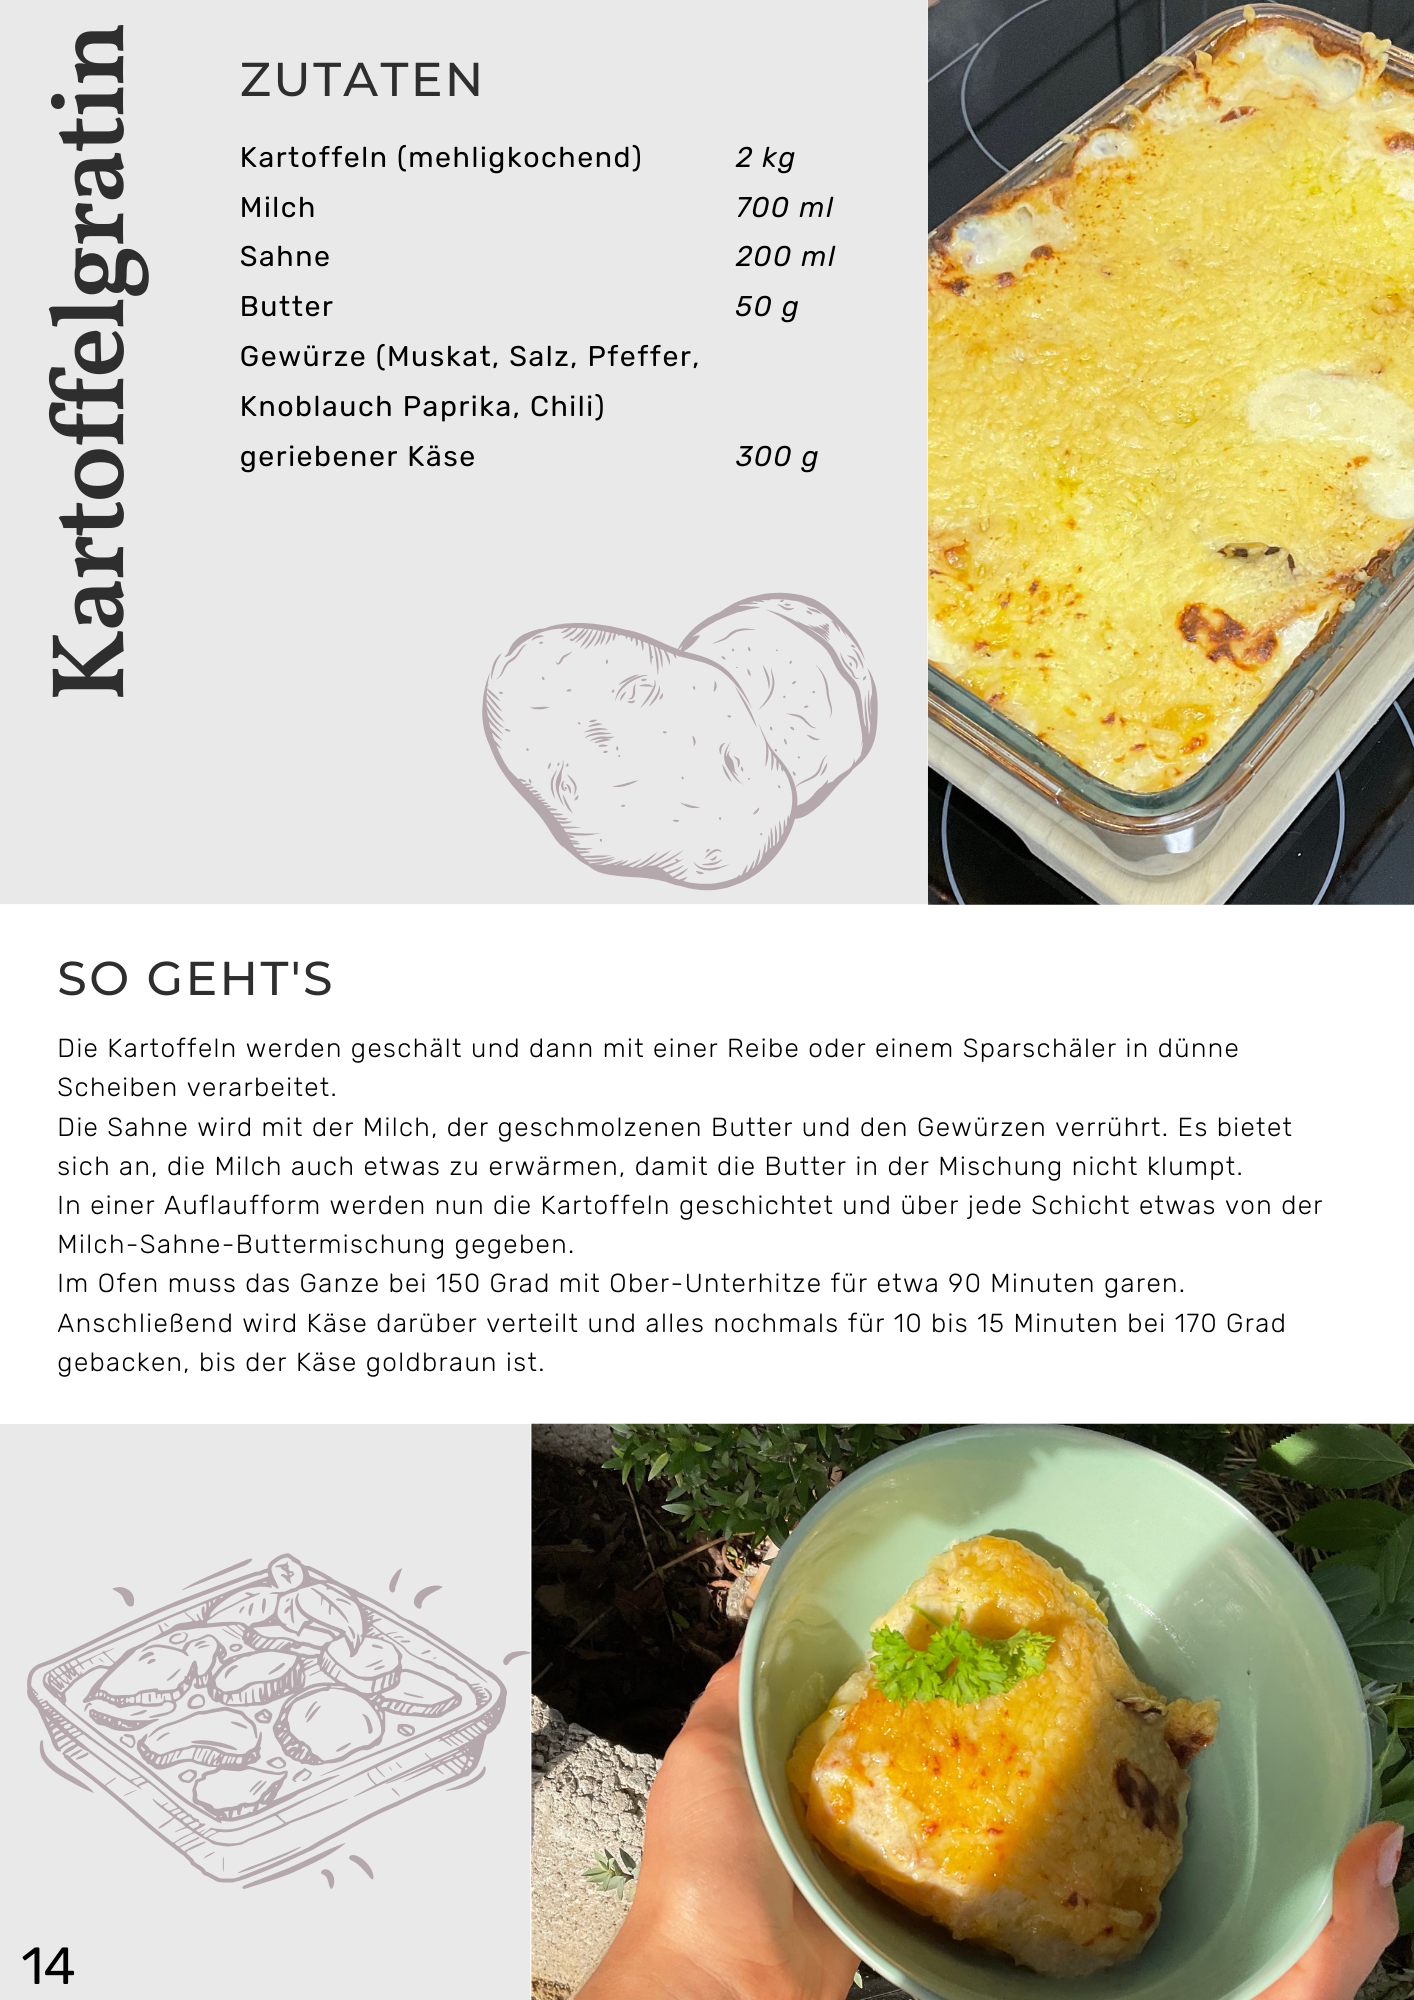 Kartoffelgratin
ZUTATEN
Kartoffeln (mehligkochend) 2 kg
Milch 700 ml
Sahne 200 ml
Butter 50 g
Gewürze (Muskat, Salz, Pfeffer,
Knoblauch Paprika, Chili)
geriebener Käse 300 g
SO GEHT'S
Die Kartoffeln werden geschält und dann mit einer Reibe oder einem Sparschäler in dünne
Scheiben verarbeitet.
Die Sahne wird mit der Milch, der geschmolzenen Butter und den Gewürzen verrührt. Es bietet
sich an, die Milch auch etwas zu erwärmen, damit die Butter in der Mischung nicht klumpt.
In einer Auflaufform werden nun die Kartoffeln geschichtet und über jede Schicht etwas von der
Milch-Sahne-Buttermischung gegeben.
Im Ofen muss das Ganze bei 150 Grad mit Ober-Unterhitze für etwa 90 Minuten garen.
Anschließend wird Käse darüber verteilt und alles nochmals für 10 bis 15 Minuten bei 170 Grad
gebacken, bis der Käse goldbraun ist.
14